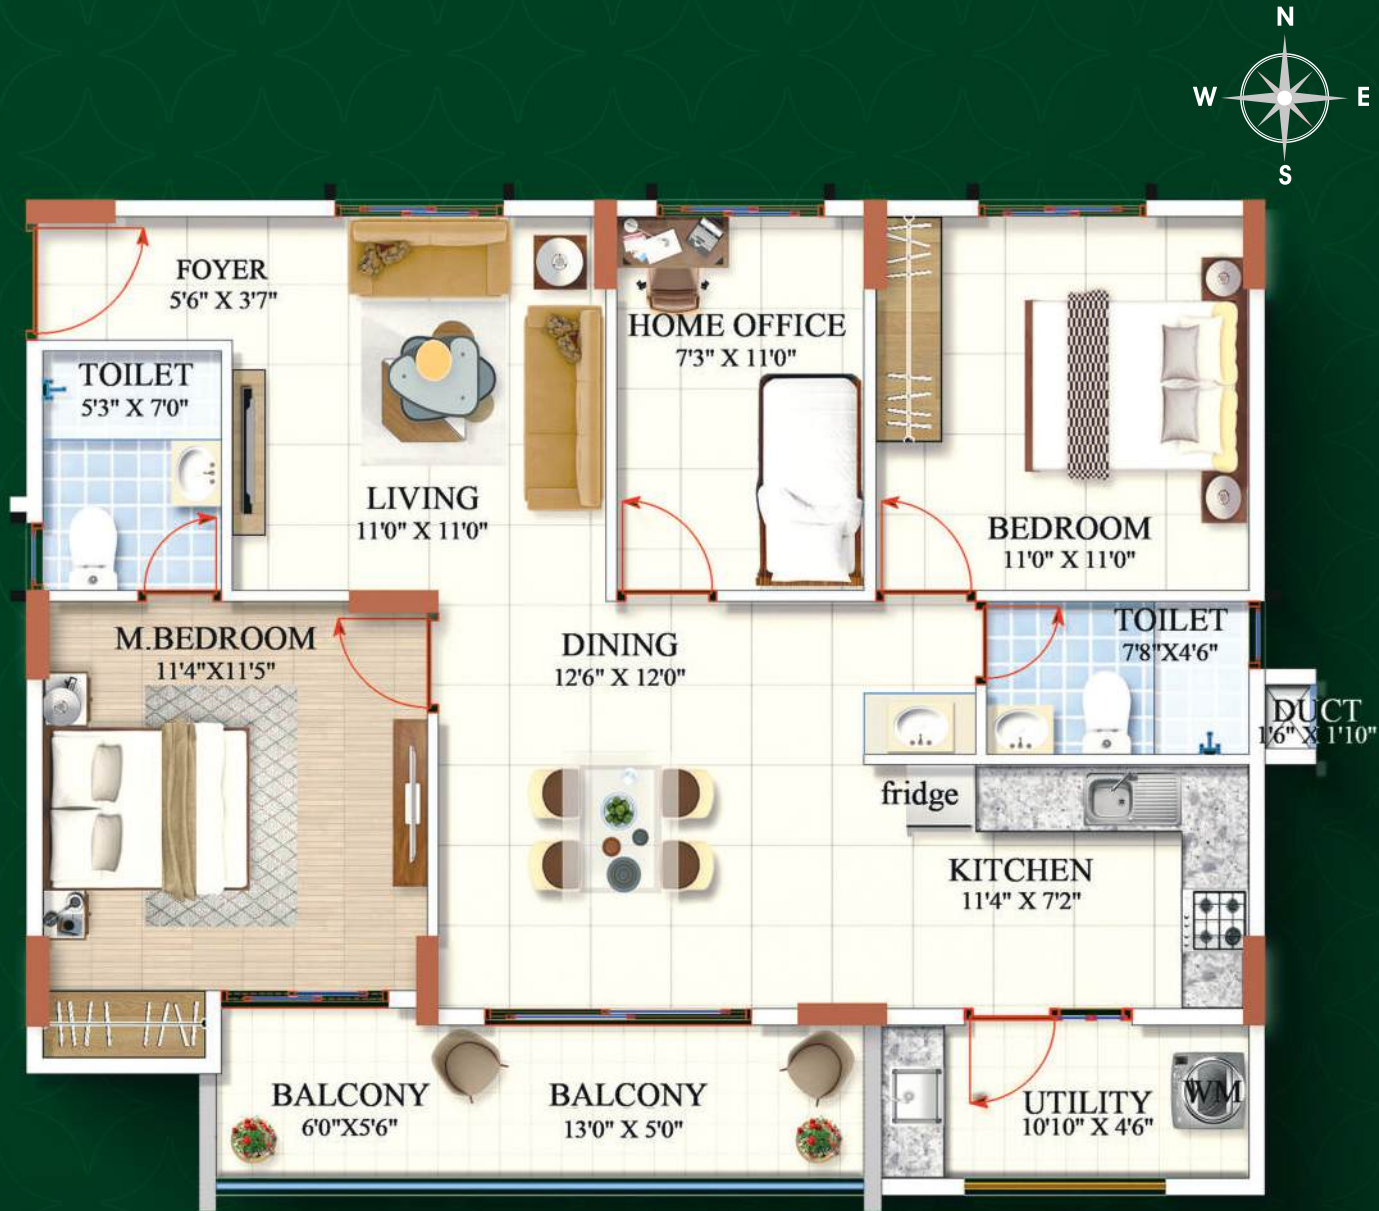 N
W E
S
FOYER
5'6" X 3'7"
TOILET
5'3" X 7'0"
LIVING
11'0" X 11'0"
HOME OFFICE
7'3" X 11'0"
BEDROOM
11'0" X 11'0"
M.BEDROOM
11'4"X11'5"
DINING
12'6" X 12'0"
TOILET
7'8"X4'6"
DUCT
1'6" X 1'10"
fridge
KITCHEN
11'4" X 7'2"
BALCONY
6'0"X5'6"
BALCONY
13'0" X 5'0"
UTILITY
10'10" X 4'6"
WM